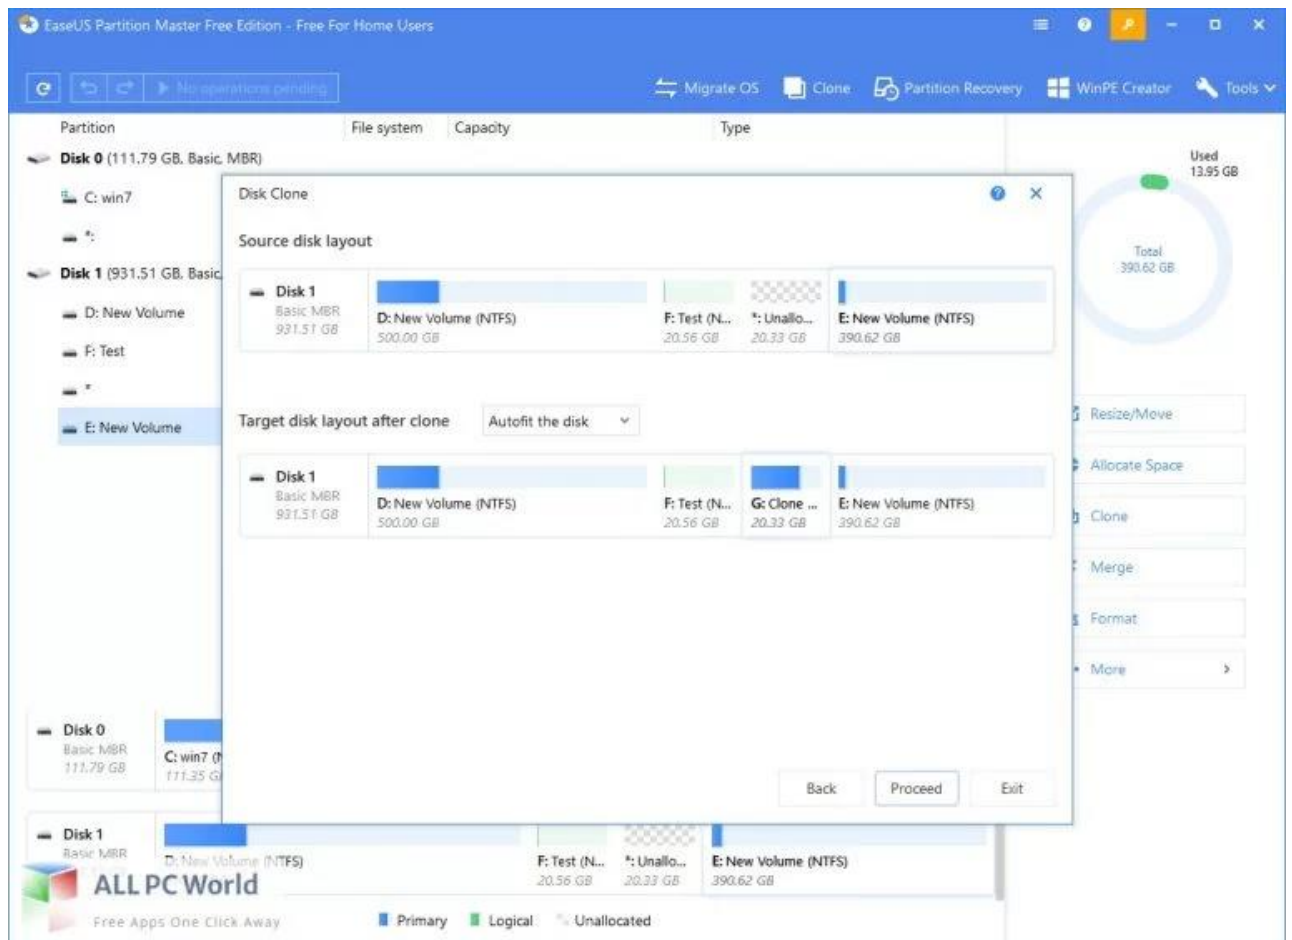 EaseUS Partition Master Free Edition - Free For Home Users
No operations pending
Migrate OS Clone Partition Recovery WinPE Creator Tools
Partition File system Capacity Type
Disk 0 (111.79 GB, Basic, MBR)
C: win7
*:
Disk 1 (931.51 GB, Basic,
D: New Volume
F: Test
*
E: New Volume
Used
13.95 GB
Total
390.62 GB
Resize/Move
Allocate Space
Clone
Merge
Format
More
Disk Clone
Source disk layout
Disk 1
Basic MBR
931.51 GB
D: New Volume (NTFS)
500.00 GB
F: Test (N...
20.56 GB
*: Unallo...
20.33 GB
E: New Volume (NTFS)
390.62 GB
Target disk layout after clone Autofit the disk
Disk 1
Basic MBR
931.51 GB
D: New Volume (NTFS)
500.00 GB
F: Test (N...
20.56 GB
G: Clone ...
20.33 GB
E: New Volume (NTFS)
390.62 GB
Back Proceed Exit
Disk 0
Basic MBR
111.79 GB
C: win7 (N
111.35 G
Disk 1
Basic MBR
D: New Volume (NTFS)
F: Test (N...
20.56 GB
*: Unallo...
20.33 GB
E: New Volume (NTFS)
390.62 GB
ALL PC World
Free Apps One Click Away
Primary Logical Unallocated